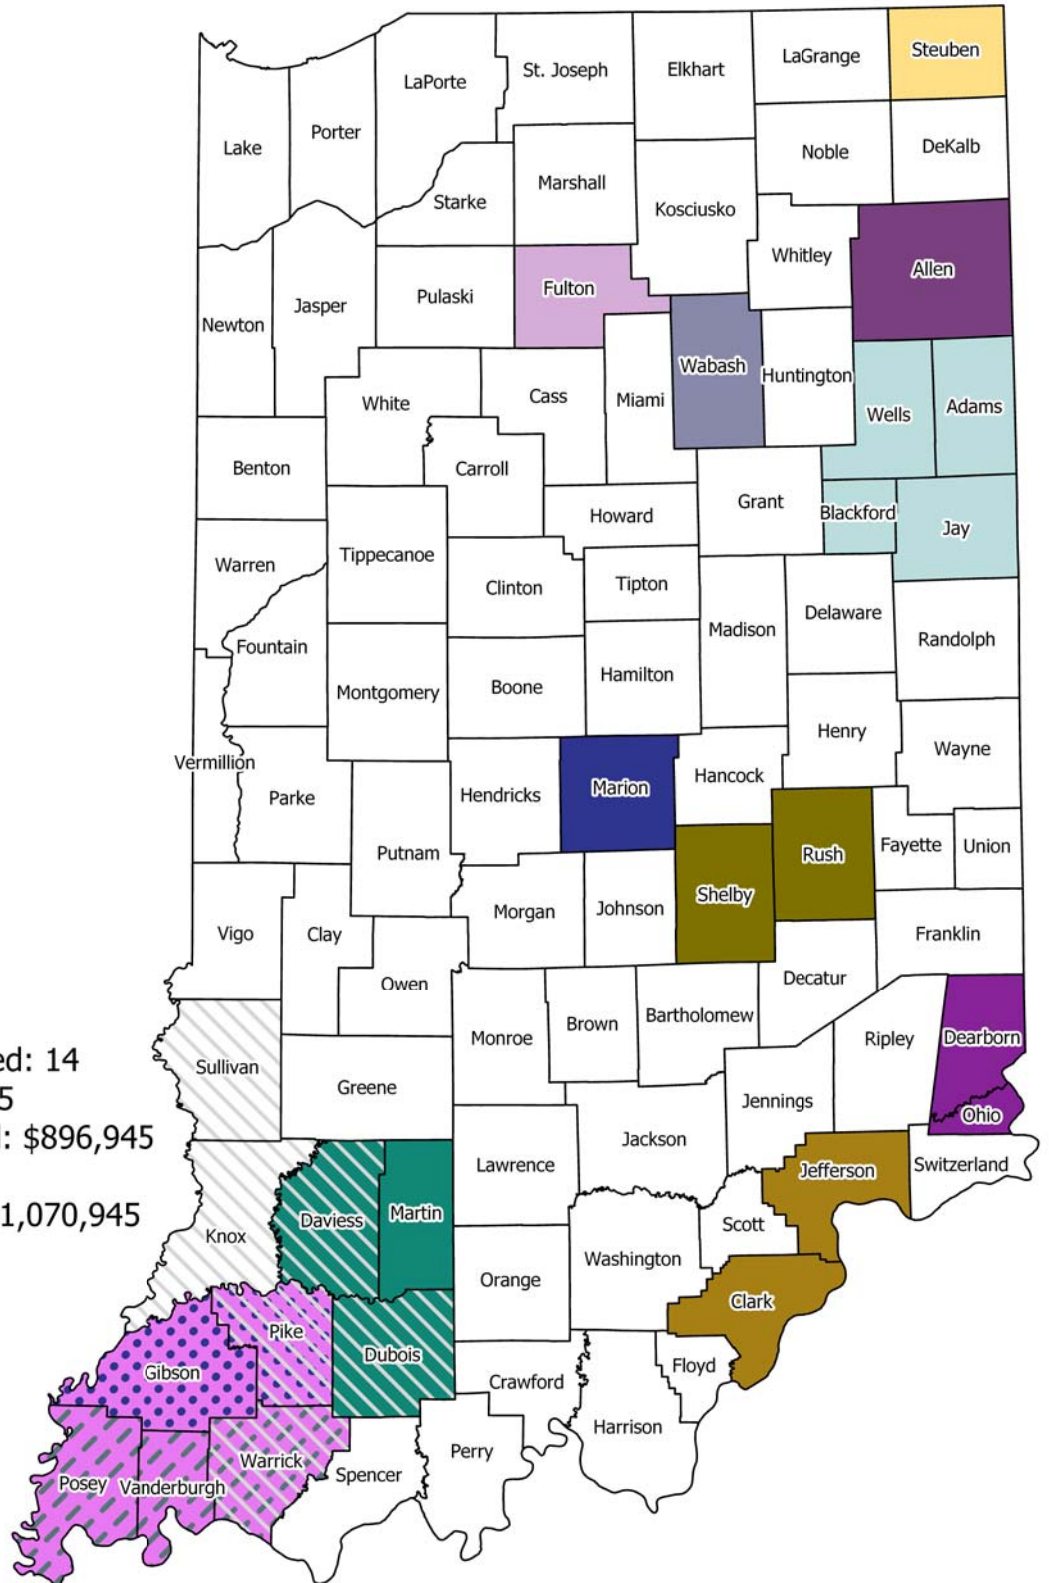 Steuben
LaGrange
Elkhart
St. Joseph
LaPorte
Porter
Lake
DeKalb
Noble
Marshall
Starke
Kosciusko
Whitley
Allen
Fulton
Pulaski
Jasper
Newton
Wabash
Huntington
Miami
Cass
White
Wells
Adams
Benton
Carroll
Grant
Blackford
Jay
Howard
Tippecanoe
Warren
Clinton
Tipton
Delaware
Madison
Randolph
Fountain
Montgomery
Boone
Hamilton
Henry
Wayne
Vermillion
Parke
Hendricks
Marion
Hancock
Putnam
Rush
Fayette
Union
Shelby
Morgan
Johnson
Vigo
Clay
Franklin
Owen
Decatur
Monroe
Brown
Bartholomew
Ripley
Dearborn
Sullivan
Greene
ed: 14
5
: $896,945
1,070,945
Jennings
Ohio
Jackson
Lawrence
Jefferson
Switzerland
Knox
Daviess
Martin
Scott
Washington
Orange
Clark
Pike
Dubois
Gibson
Crawford
Floyd
Harrison
Perry
Warrick
Spencer
Posey
Vanderburgh